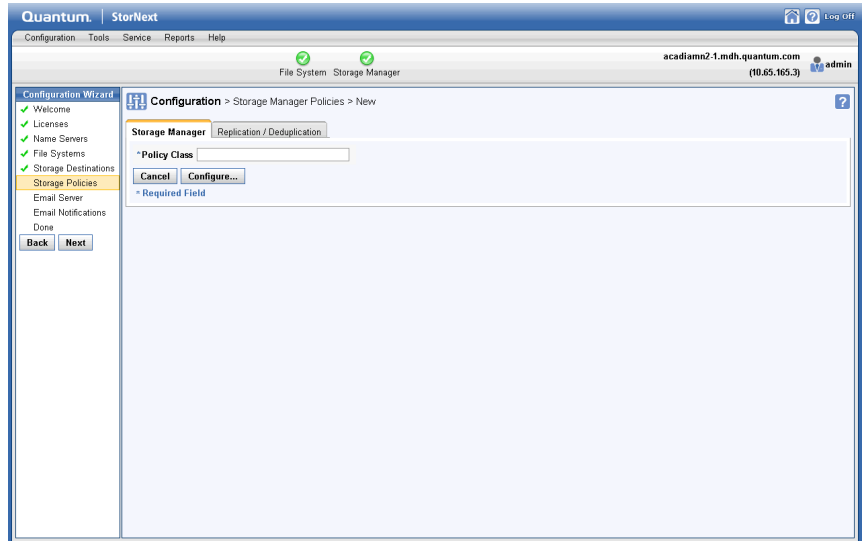 Quantum. | StorNext
Log Off
Configuration Tools Service Reports Help
File System Storage Manager
acadiamn2-1.mdh.quantum.com
(10.65.165.3)
admin
Configuration Wizard
Welcome
Licenses
Name Servers
File Systems
Storage Destinations
Storage Policies
Email Server
Email Notifications
Done
Back Next
Configuration > Storage Manager Policies > New
?
Storage Manager Replication / Deduplication
*Policy Class
Cancel Configure...
* Required Field